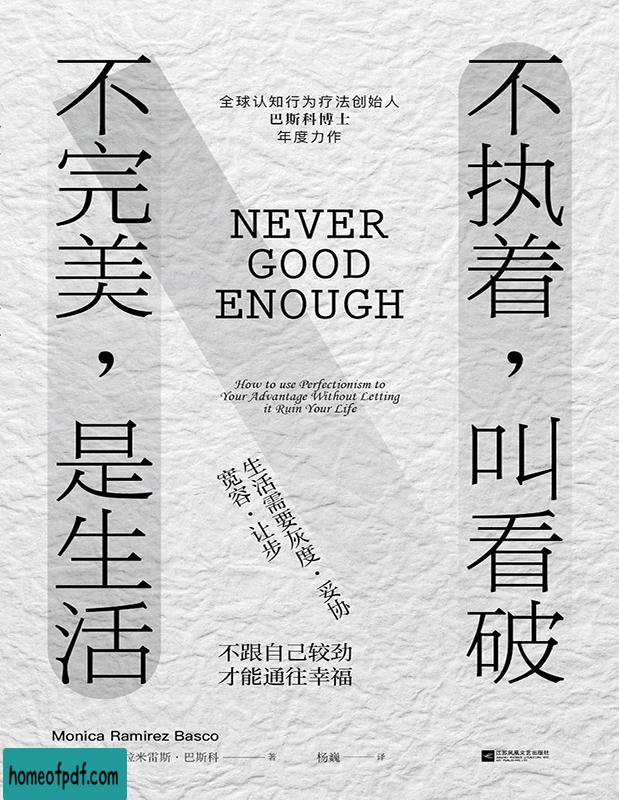 不执着，叫看破
不完美，是生活
全球认知行为疗法创始人
巴斯科博士
年度力作
NEVER
GOOD
ENOUGH
How to use Perfectionism to
Your Advantage Without Letting
it Ruin Your Life
生活需要灰度·妥协
宽容·让步
不跟自己较劲
才能通往幸福
Monica Ramirez Basco
拉米雷斯·巴斯科 —— 著 杨巍 —— 译
江苏凤凰文艺出版社
homeofpdf.com